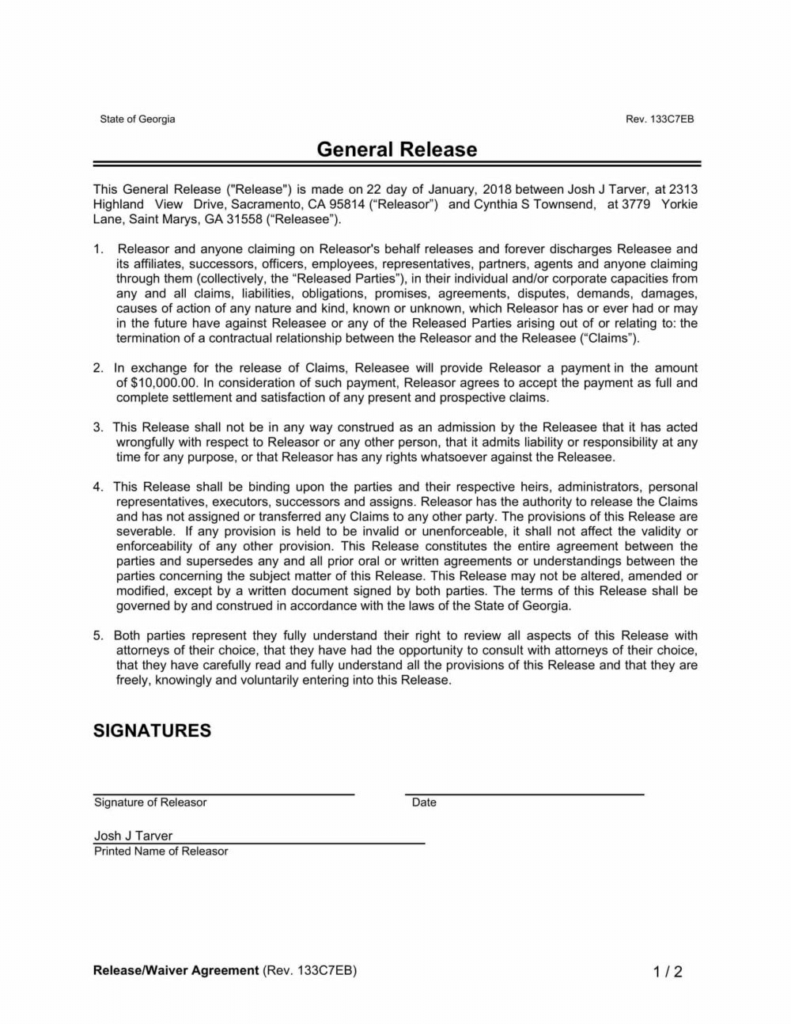 State of Georgia Rev. 133C7EB
General Release
This General Release ("Release") is made on 22 day of January, 2018 between Josh J Tarver, at 2313
Highland View Drive, Sacramento, CA 95814 (“Releasor”) and Cynthia S Townsend, at 3779 Yorkie
Lane, Saint Marys, GA 31558 (“Releasee”).
1. Releasor and anyone claiming on Releasor's behalf releases and forever discharges Releasee and
its affiliates, successors, officers, employees, representatives, partners, agents and anyone claiming
through them (collectively, the “Released Parties”), in their individual and/or corporate capacities from
any and all claims, liabilities, obligations, promises, agreements, disputes, demands, damages,
causes of action of any nature and kind, known or unknown, which Releasor has or ever had or may
in the future have against Releasee or any of the Released Parties arising out of or relating to: the
termination of a contractual relationship between the Releasor and the Releasee (“Claims”).
2. In exchange for the release of Claims, Releasee will provide Releasor a payment in the amount
of $10,000.00. In consideration of such payment, Releasor agrees to accept the payment as full and
complete settlement and satisfaction of any present and prospective claims.
3. This Release shall not be in any way construed as an admission by the Releasee that it has acted
wrongfully with respect to Releasor or any other person, that it admits liability or responsibility at any
time for any purpose, or that Releasor has any rights whatsoever against the Releasee.
4. This Release shall be binding upon the parties and their respective heirs, administrators, personal
representatives, executors, successors and assigns. Releasor has the authority to release the Claims
and has not assigned or transferred any Claims to any other party. The provisions of this Release are
severable. If any provision is held to be invalid or unenforceable, it shall not affect the validity or
enforceability of any other provision. This Release constitutes the entire agreement between the
parties and supersedes any and all prior oral or written agreements or understandings between the
parties concerning the subject matter of this Release. This Release may not be altered, amended or
modified, except by a written document signed by both parties. The terms of this Release shall be
governed by and construed in accordance with the laws of the State of Georgia.
5. Both parties represent they fully understand their right to review all aspects of this Release with
attorneys of their choice, that they have had the opportunity to consult with attorneys of their choice,
that they have carefully read and fully understand all the provisions of this Release and that they are
freely, knowingly and voluntarily entering into this Release.
SIGNATURES
Signature of Releasor Date
Josh J Tarver
Printed Name of Releasor
Release/Waiver Agreement (Rev. 133C7EB) 1 / 2